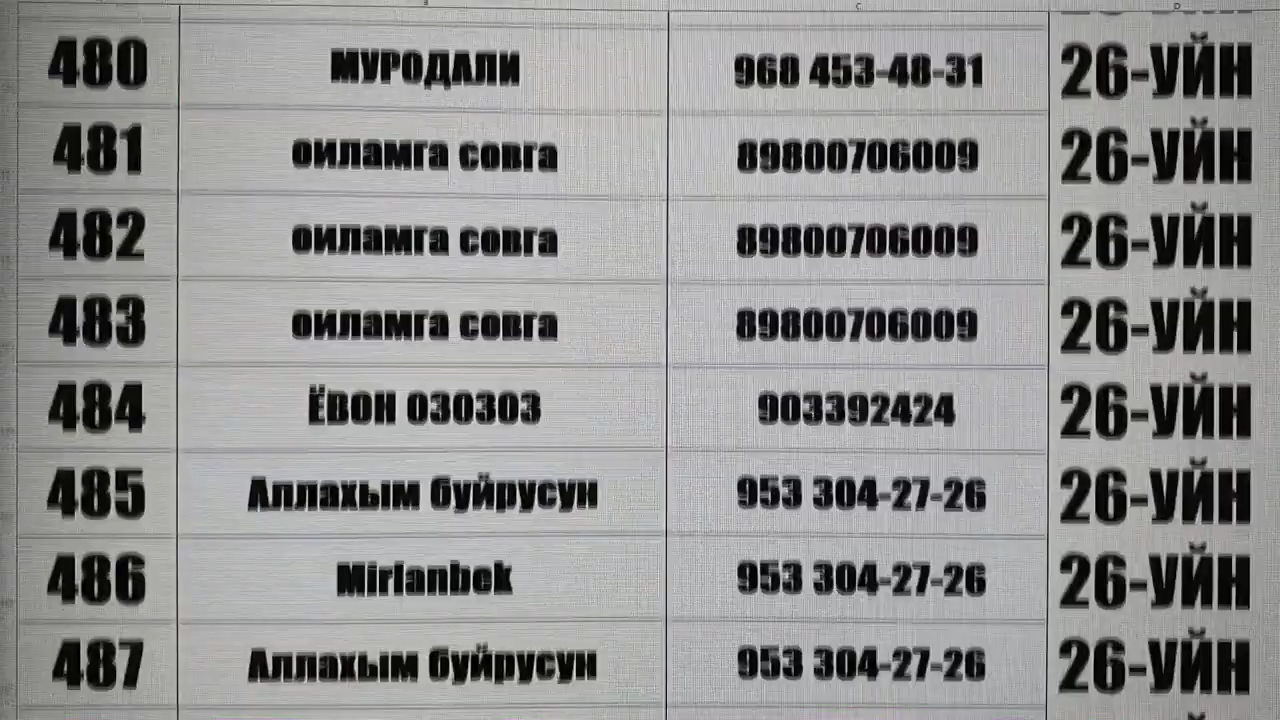 B C D
480 МУРОДАЛИ 968 453-48-31 26-УЙН
481 оиламга совга 89800706009 26-УЙН
482 оиламга совга 89800706009 26-УЙН
483 оиламга совга 89800706009 26-УЙН
484 ЁВОН 030303 903392424 26-УЙН
485 Аллахым буйрусун 953 304-27-26 26-УЙН
486 Mirlanbek 953 304-27-26 26-УЙН
487 Аллахым буйрусун 953 304-27-26 26-УЙН